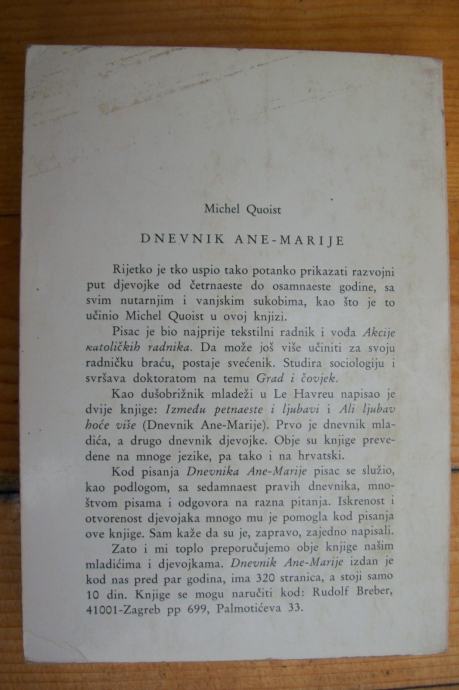 Michel Quoist
DNEVNIK ANE-MARIJE
Rijetko je tko uspio tako potanko prikazati razvojni
put djevojke od četrnaeste do osamnaeste godine, sa
svim nutarnjim i vanjskim sukobima, kao što je to
učinio Michel Quoist u ovoj knjizi.
Pisac je bio najprije tekstilni radnik i vođa Akcije
katoličkih radnika. Da može još više učiniti za svoju
radničku braću, postaje svećenik. Studira sociologiju i
svršava doktoratom na temu Grad i čovjek.
Kao dušobrižnik mladeži u Le Havreu napisao je
dvije knjige: Između petnaeste i ljubavi i Ali ljubav
hoće više (Dnevnik Ane-Marije). Prvo je dnevnik mla-
dića, a drugo dnevnik djevojke. Obje su knjige preve-
dene na mnoge jezike, pa tako i na hrvatski.
Kod pisanja Dnevnika Ane-Marije pisac se služio,
kao podlogom, sa sedamnaest pravih dnevnika, mno-
štvom pisama i odgovora na razna pitanja. Iskrenost i
otvorenost djevojaka mnogo mu je pomogla kod pisanja
ove knjige. Sam kaže da su je, zapravo, zajedno napisali.
Zato i mi toplo preporučujemo obje knjige našim
mladićima i djevojkama. Dnevnik Ane-Marije izdan je
kod nas pred par godina, ima 320 stranica, a stoji samo
10 din. Knjige se mogu naručiti kod: Rudolf Breber,
41001-Zagreb pp 699, Palmotićeva 33.